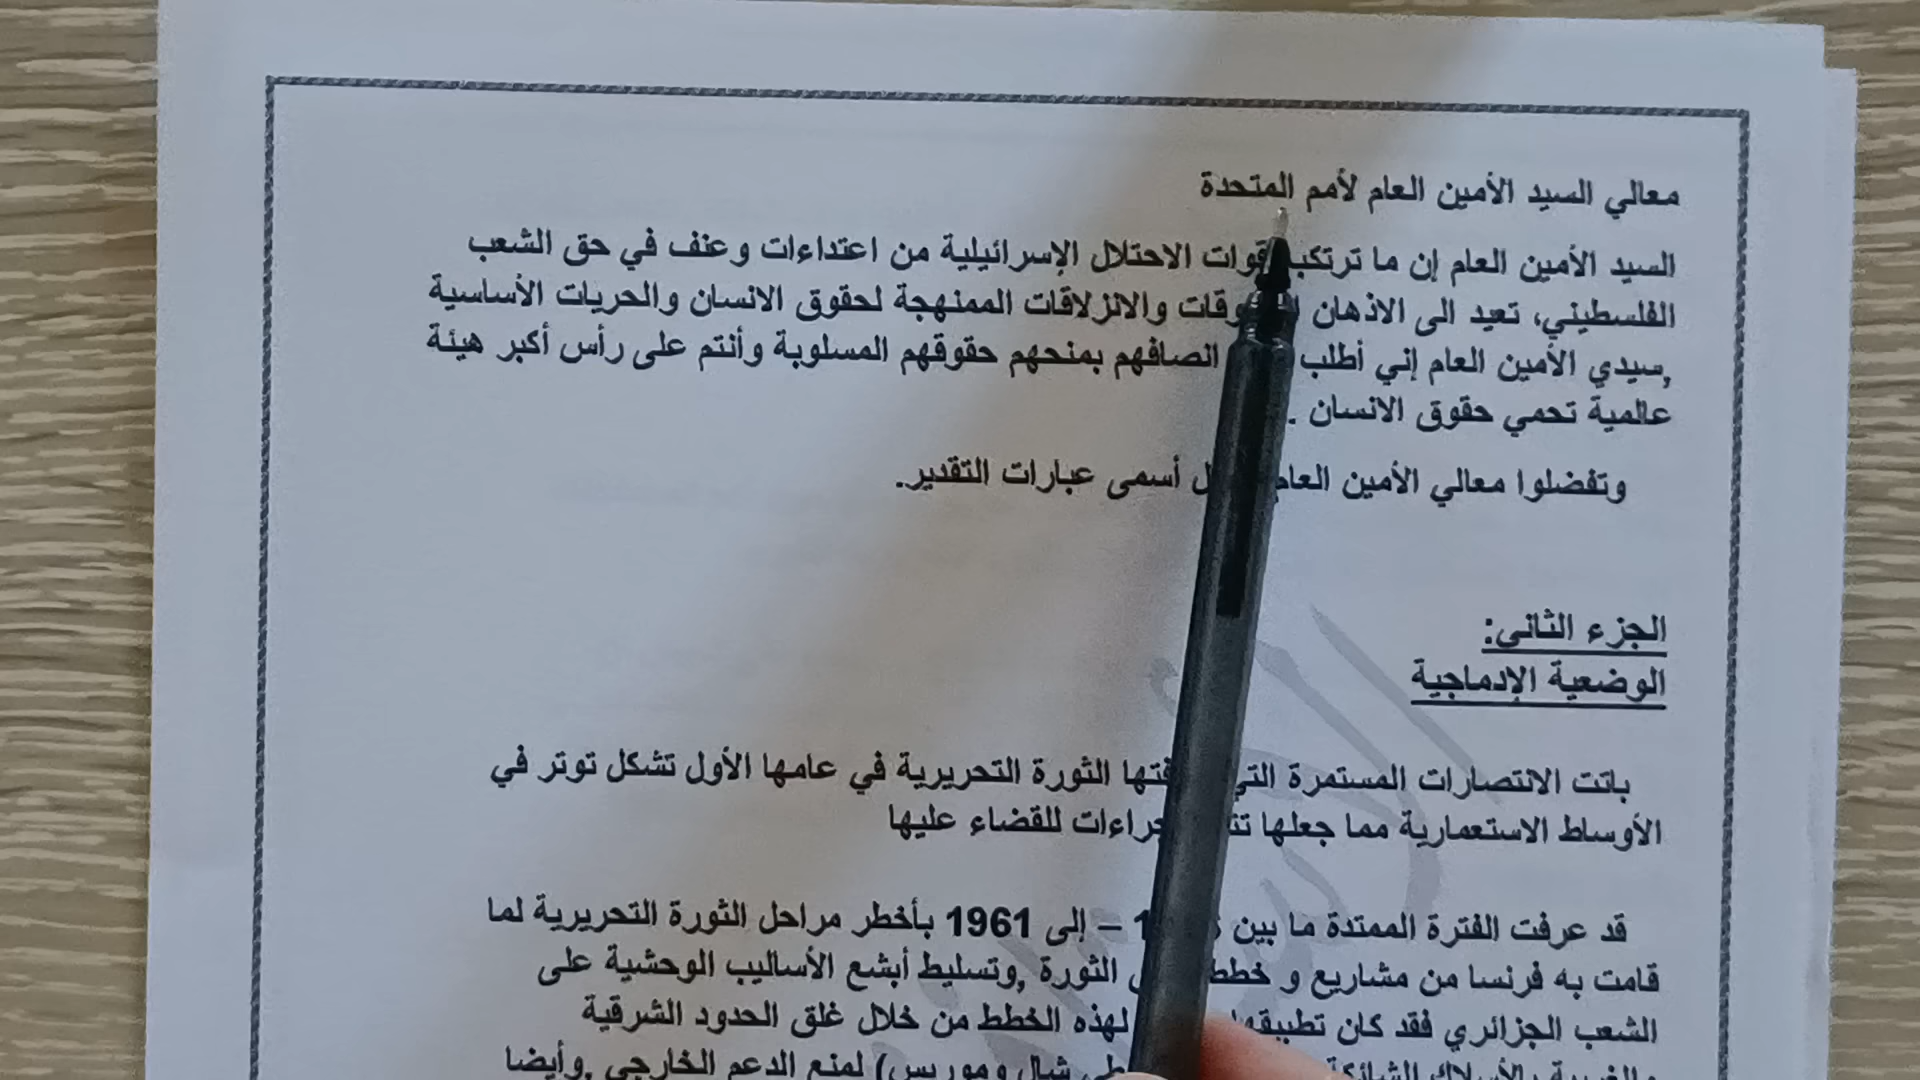 معالي السيد الأمين العام لأمم المتحدة
السيد الأمين العام إن ما ترتكبه قوات الاحتلال الإسرائيلية من اعتداءات وعنف في حق الشعب
الفلسطيني، تعيد الى الاذهان والانزلاقات الممنهجة لحقوق الانسان والحريات الأساسية
,سيدي الأمين العام إني أطلب انصافهم بمنحهم حقوقهم المسلوبة وأنتم على رأس أكبر هيئة
عالمية تحمي حقوق الانسان .
وتفضلوا معالي الأمين العام أسمى عبارات التقدير.
الجزء الثاني:
الوضعية الإدماجية
باتت الانتصارات المستمرة التي الثورة التحريرية في عامها الأول تشكل توتر في
الأوساط الاستعمارية مما جعلها للقضاء عليها
قد عرفت الفترة الممتدة ما بين – إلى 1961 بأخطر مراحل الثورة التحريرية لما
قامت به فرنسا من مشاريع و خطط الثورة ,وتسليط أبشع الأساليب الوحشية على
الشعب الجزائري فقد كان تطبيقها لهذه الخطط من خلال غلق الحدود الشرقية
شال وموريس) لمنع الدعم الخارجي ,وأيضا